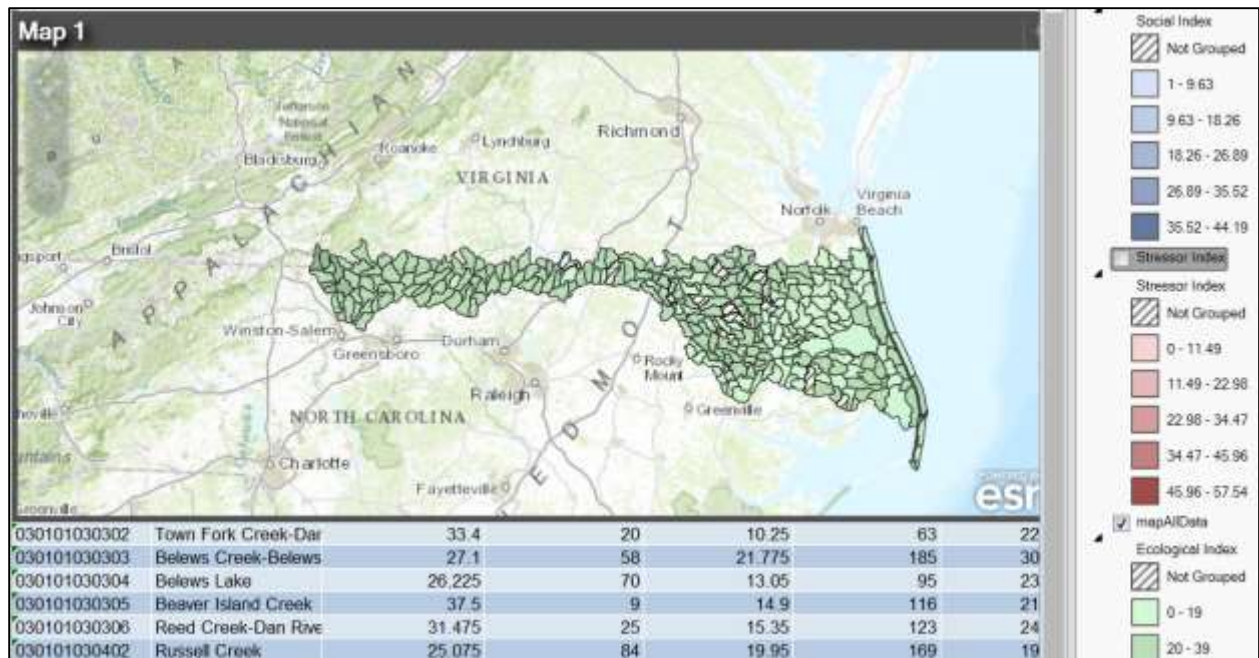 Map 1
Jefferson
National
Forest
Richmond
Lynchburg
Roanoke
Blacksburg
VIRGINIA
Virginia
Beach
Norfolk
APPALACHIAN
Bristol
Johnson
City
Winston-Salem
Greensboro
Durham
Raleigh
Rocky
Mount
Greenville
NORTH CAROLINA
Charlotte
Fayetteville
EDMOT
esr
030101030302 Town Fork Creek-Dar 33.4 20 10.25 63 22
030101030303 Belews Creek-Belews 27.1 58 21.775 185 30
030101030304 Belews Lake 26.225 70 13.05 95 23
030101030305 Beaver Island Creek 37.5 9 14.9 116 21
030101030306 Reed Creek-Dan Rive 31.475 25 15.35 123 24
030101030402 Russell Creek 25.075 84 19.95 169 19
Social Index
Not Grouped
1 - 9.63
9.63 - 18.26
18.26 - 26.89
26.89 - 35.52
35.52 - 44.19
Stressor Index
Stressor Index
Not Grouped
0 - 11.49
11.49 - 22.98
22.98 - 34.47
34.47 - 45.96
45.96 - 57.54
mapAllData
Ecological Index
Not Grouped
0 - 19
20 - 39